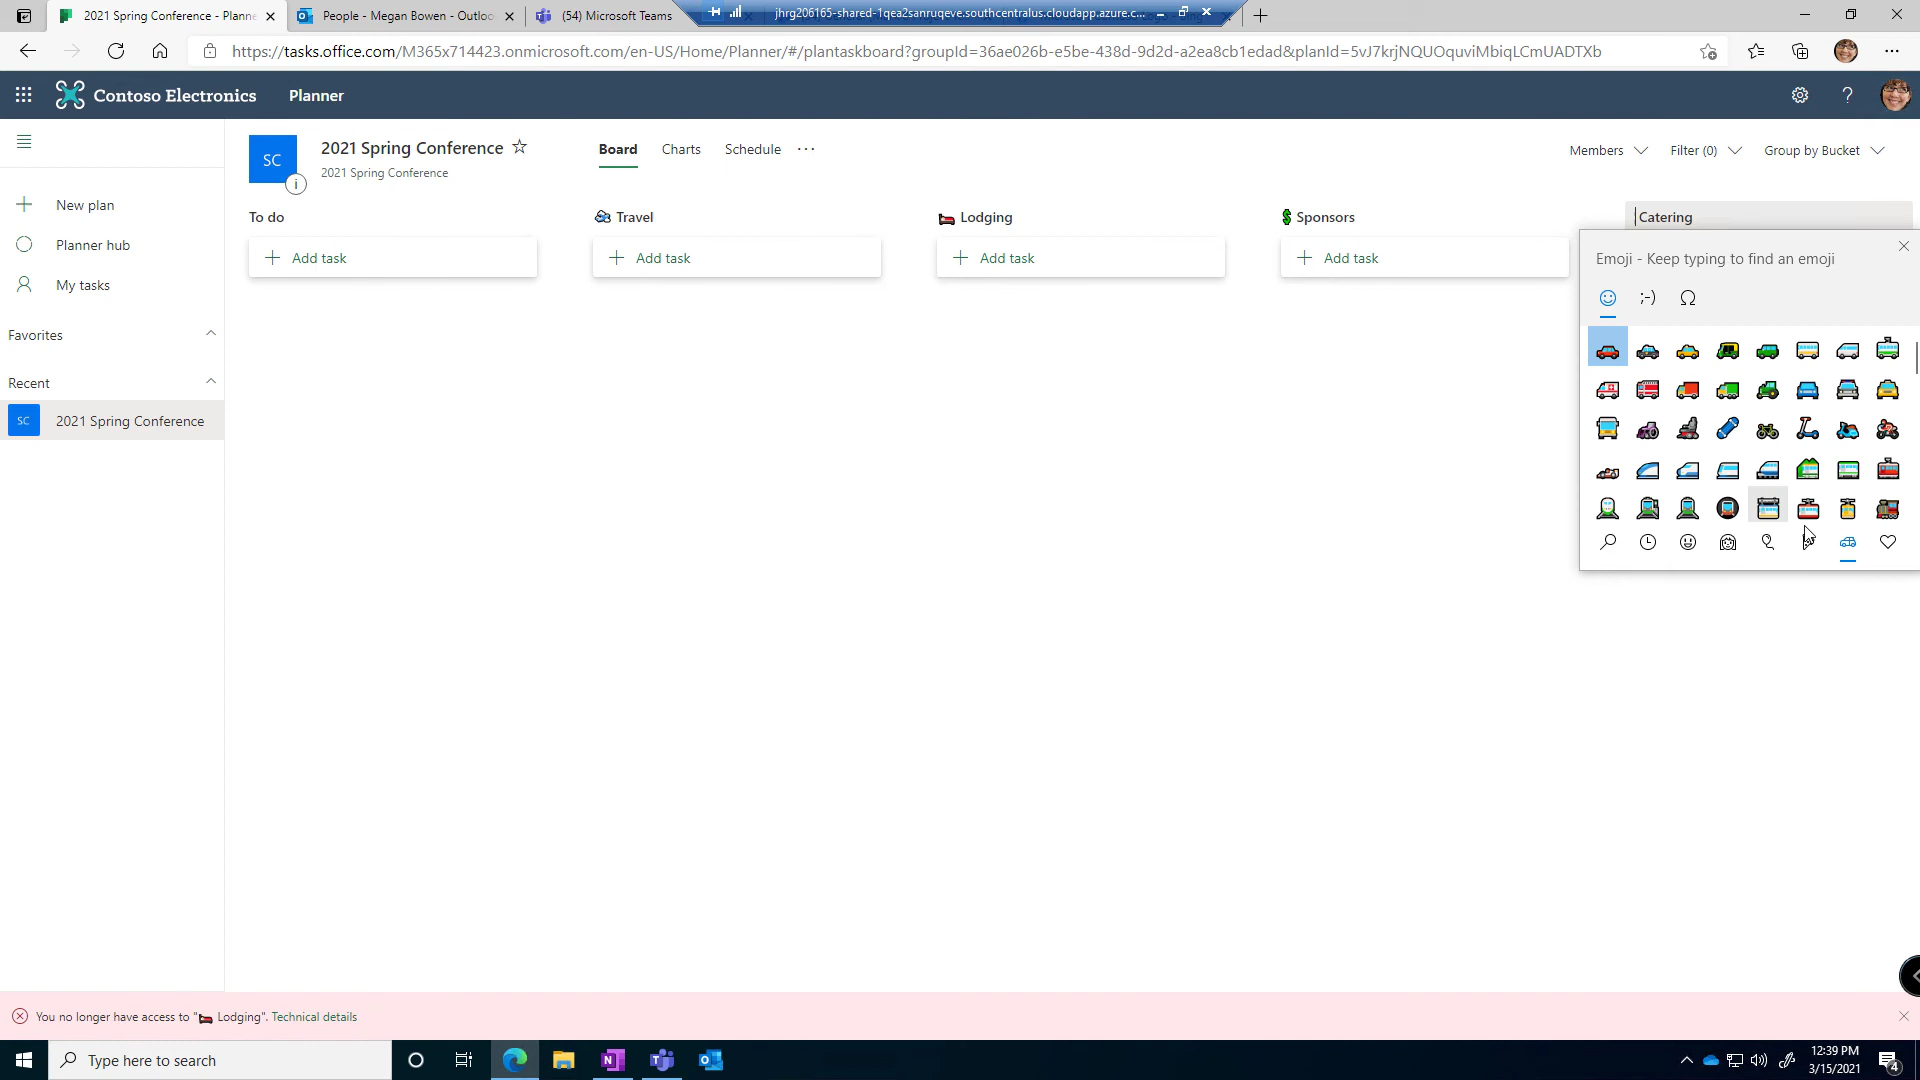 2021 Spring Conference - Planne
People - Megan Bowen - Outloo
(54) Microsoft Teams
jhrg206165-shared-1qea2sanruqeve.southcentralus.cloudapp.azure.c...
https://tasks.office.com/M365x714423.onmicrosoft.com/en-US/Home/Planner/#/plantaskboard?groupId=36ae026b-e5be-438d-9d2d-a2ea8cb1edad&planId=5vJ7krjNQUOquviMbiqLCmUADTXb
Contoso Electronics
Planner
New plan
Planner hub
My tasks
Favorites
Recent
SC
2021 Spring Conference
SC
2021 Spring Conference
2021 Spring Conference
Board
Charts
Schedule
Members
Filter (0)
Group by Bucket
To do
Travel
Lodging
Sponsors
Catering
Add task
Add task
Add task
Add task
Emoji - Keep typing to find an emoji
;-)
Ω
You no longer have access to "🛏 Lodging". Technical details
Type here to search
12:39 PM
3/15/2021
4